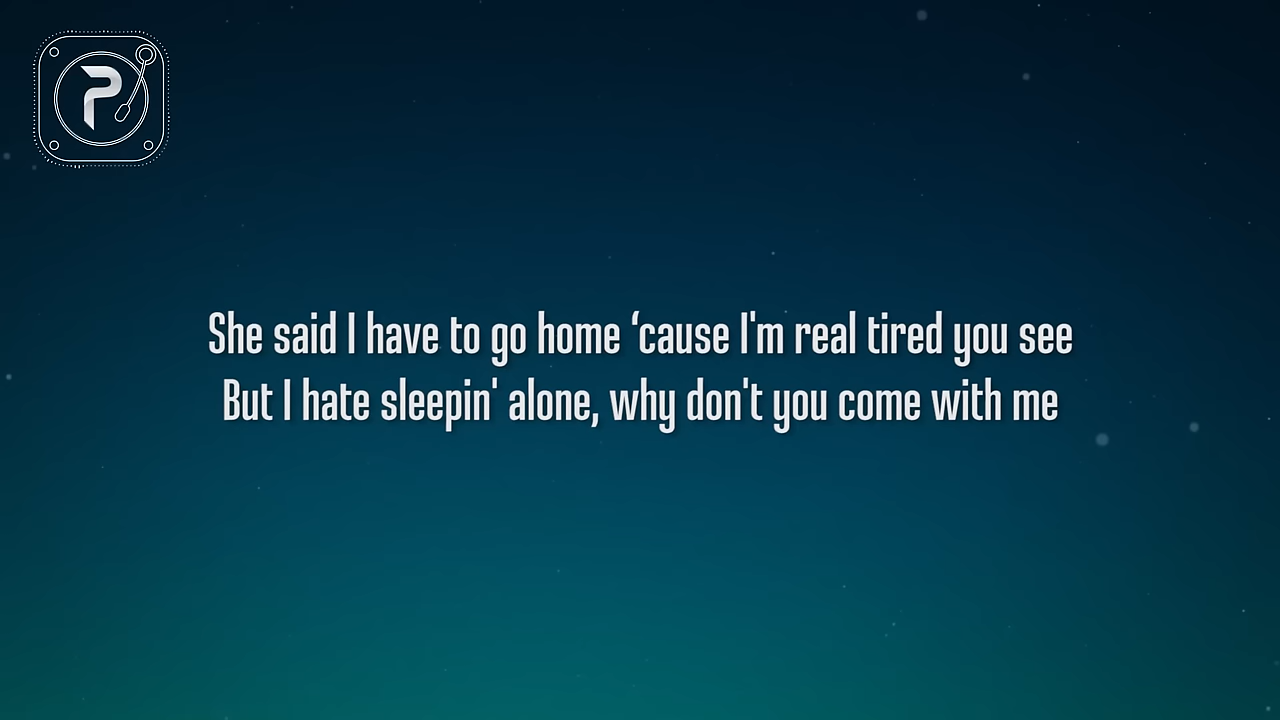 P
She said I have to go home ‘cause I'm real tired you see
But I hate sleepin' alone, why don't you come with me